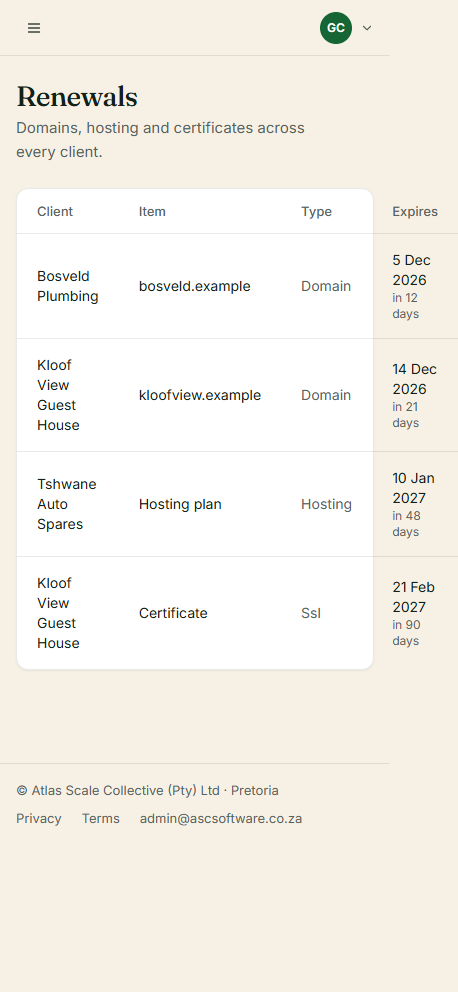 GC
Renewals
Domains, hosting and certificates across
every client.
Client Item Type Expires
Bosveld Plumbing bosveld.example Domain 5 Dec 2026 in 12 days
Kloof View Guest House kloofview.example Domain 14 Dec 2026 in 21 days
Tshwane Auto Spares Hosting plan Hosting 10 Jan 2027 in 48 days
Kloof View Guest House Certificate Ssl 21 Feb 2027 in 90 days
© Atlas Scale Collective (Pty) Ltd · Pretoria
Privacy Terms admin@ascsoftware.co.za